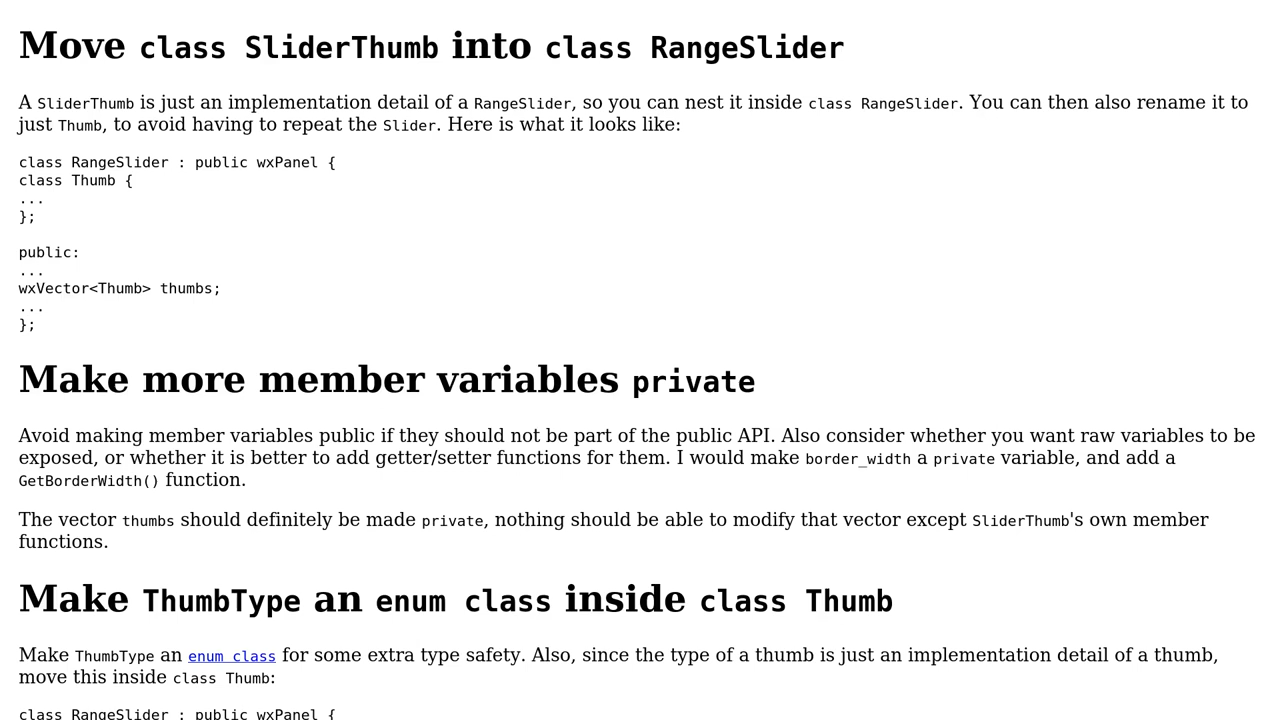 Move class SliderThumb into class RangeSlider
A SliderThumb is just an implementation detail of a RangeSlider, so you can nest it inside class RangeSlider. You can then also rename it to
just Thumb, to avoid having to repeat the Slider. Here is what it looks like:
class RangeSlider : public wxPanel {
class Thumb {
...
};
public:
...
wxVector<Thumb> thumbs;
...
};
Make more member variables private
Avoid making member variables public if they should not be part of the public API. Also consider whether you want raw variables to be
exposed, or whether it is better to add getter/setter functions for them. I would make border_width a private variable, and add a
GetBorderWidth() function.
The vector thumbs should definitely be made private, nothing should be able to modify that vector except SliderThumb's own member
functions.
Make ThumbType an enum class inside class Thumb
Make ThumbType an enum class for some extra type safety. Also, since the type of a thumb is just an implementation detail of a thumb,
move this inside class Thumb:
class RangeSlider : public wxPanel {